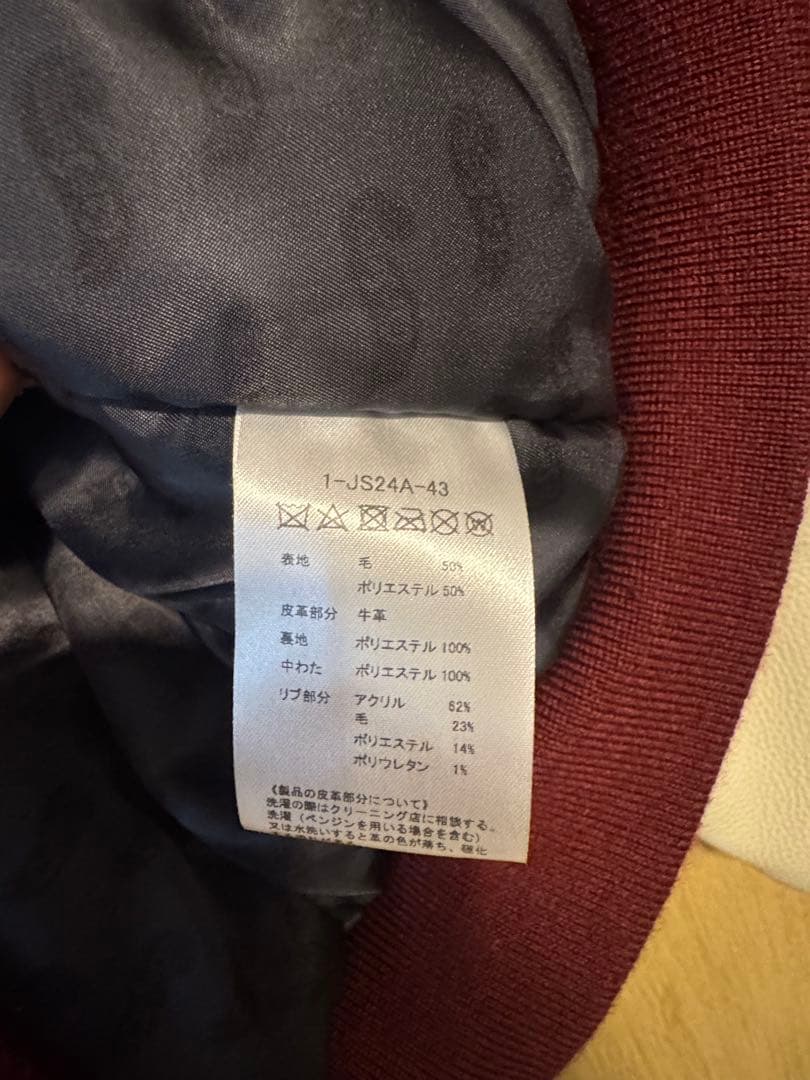 1-JS24A-43
表地 毛 50%
ポリエステル 50%
皮革部分 牛革
裏地 ポリエステル 100%
中わた ポリエステル 100%
リブ部分 アクリル 62%
毛 23%
ポリエステル 14%
ポリウレタン 1%
《製品の皮革部分について》
洗濯の際はクリーニング店に相談する。
洗濯(ベンジンを用いる場合を含む)
又は水洗いすると革の色が落ち、硬化